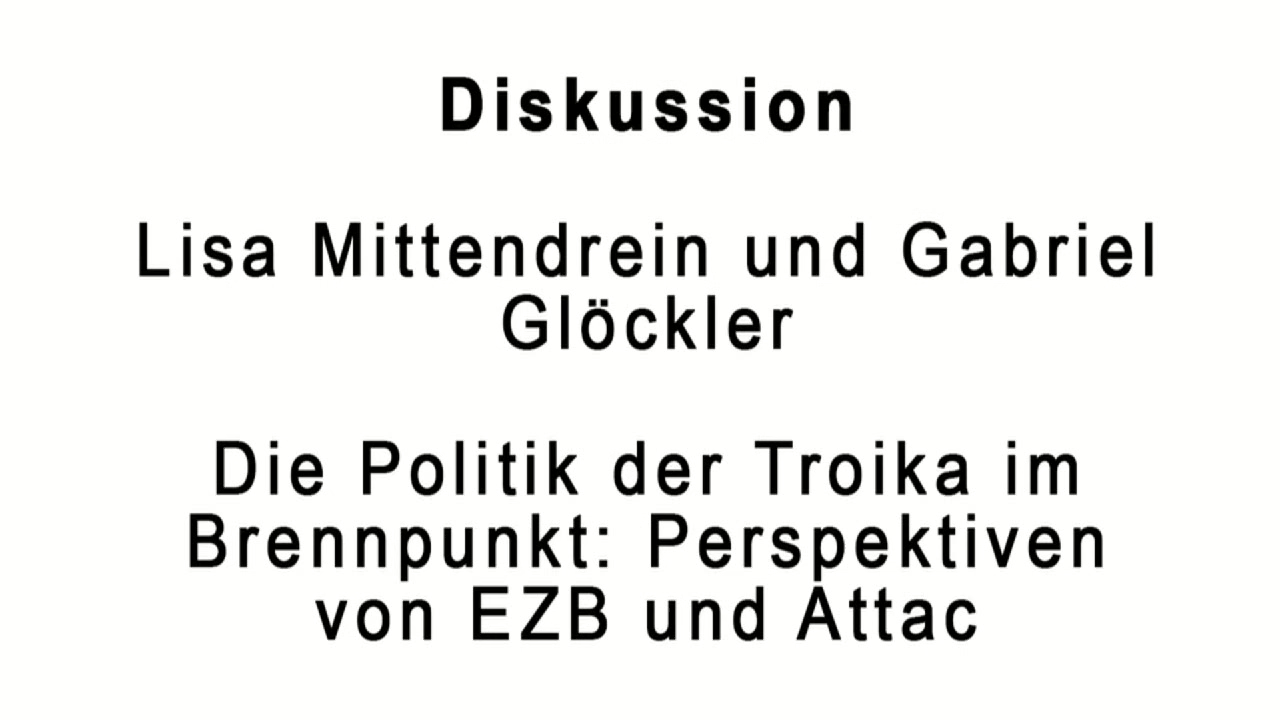 Diskussion
Lisa Mittendrein und Gabriel
Glöckler
Die Politik der Troika im
Brennpunkt: Perspektiven
von EZB und Attac